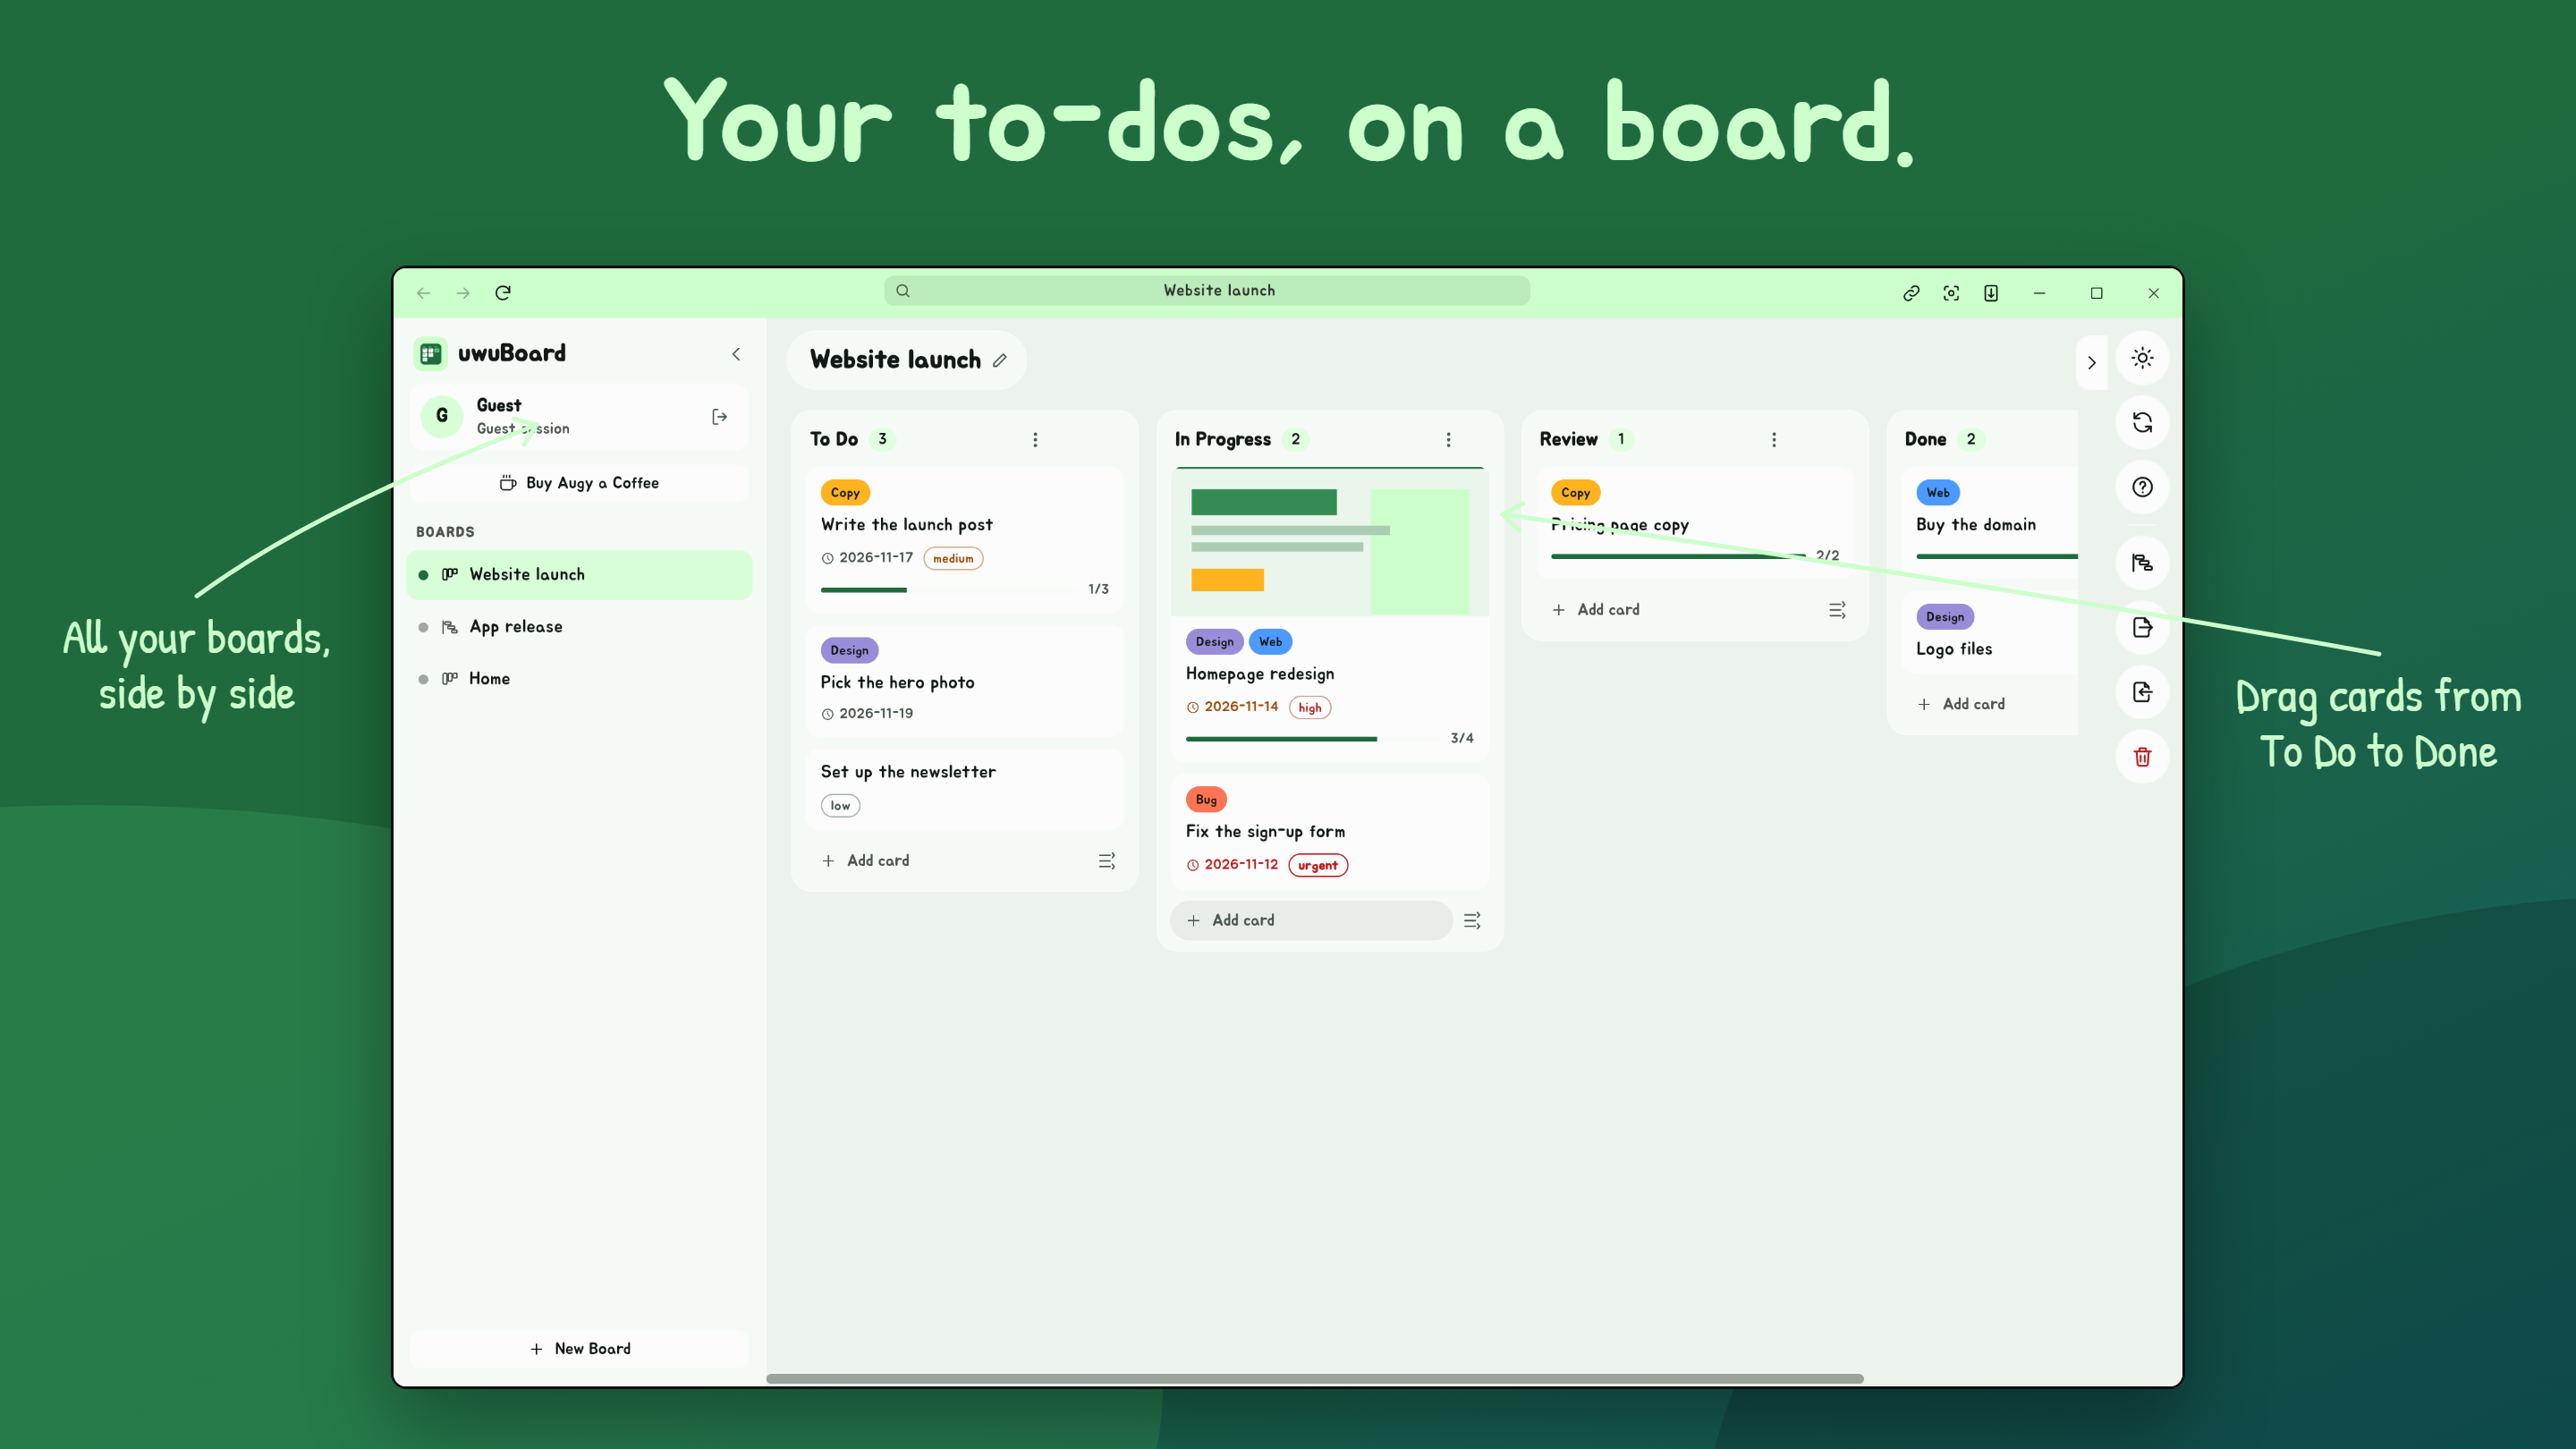 Your to-dos, on a board.
Website launch
uwuBoard
G
Guest
Guest session
Buy Augy a Coffee
BOARDS
Website launch
App release
Home
New Board
Website launch
To Do 3
Copy
Write the launch post
2026-11-17 medium
1/3
Design
Pick the hero photo
2026-11-19
Set up the newsletter
low
Add card
In Progress 2
Design Web
Homepage redesign
2026-11-14 high
3/4
Bug
Fix the sign-up form
2026-11-12 urgent
Add card
Review 1
Copy
Pricing page copy
2/2
Add card
Done 2
Web
Buy the domain
Design
Logo files
Add card
All your boards,
side by side
Drag cards from
To Do to Done